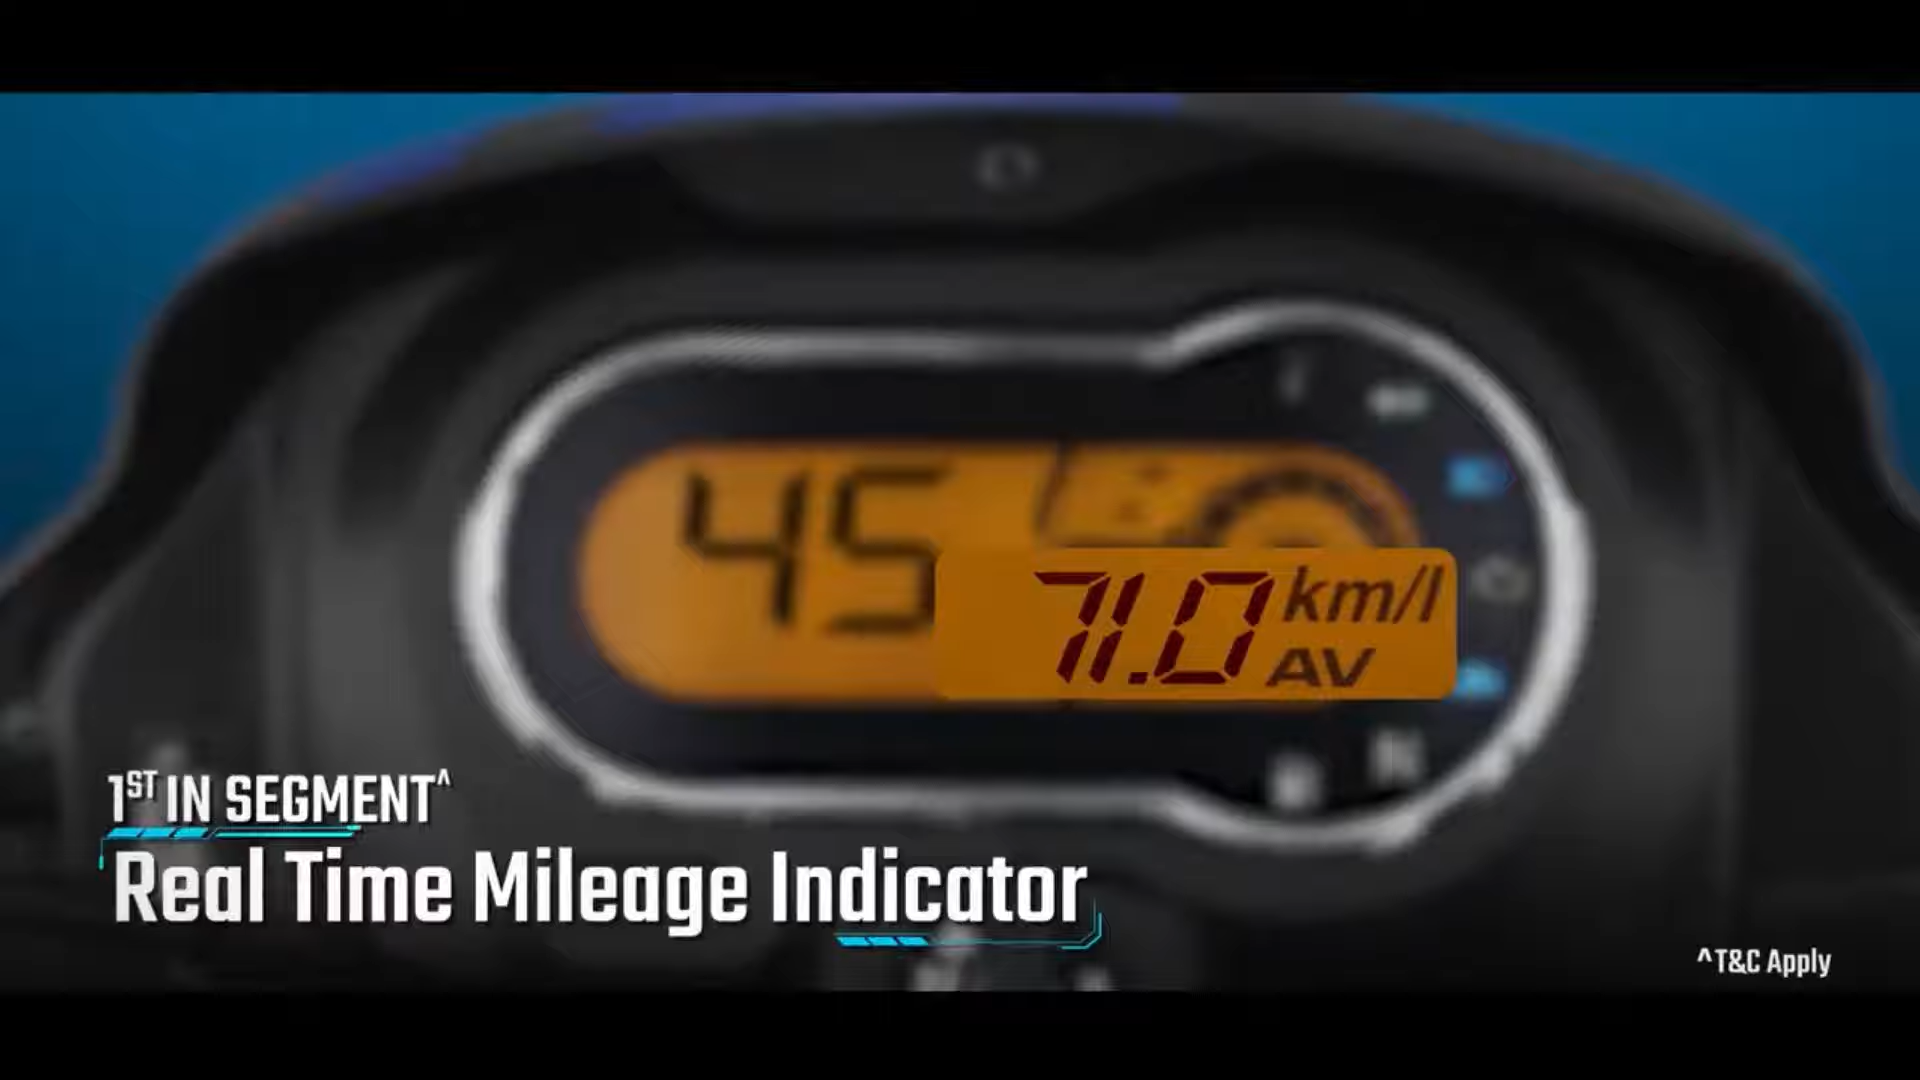 45
71.0 km/l
AV
1ST IN SEGMENT^
Real Time Mileage Indicator
^T&C Apply